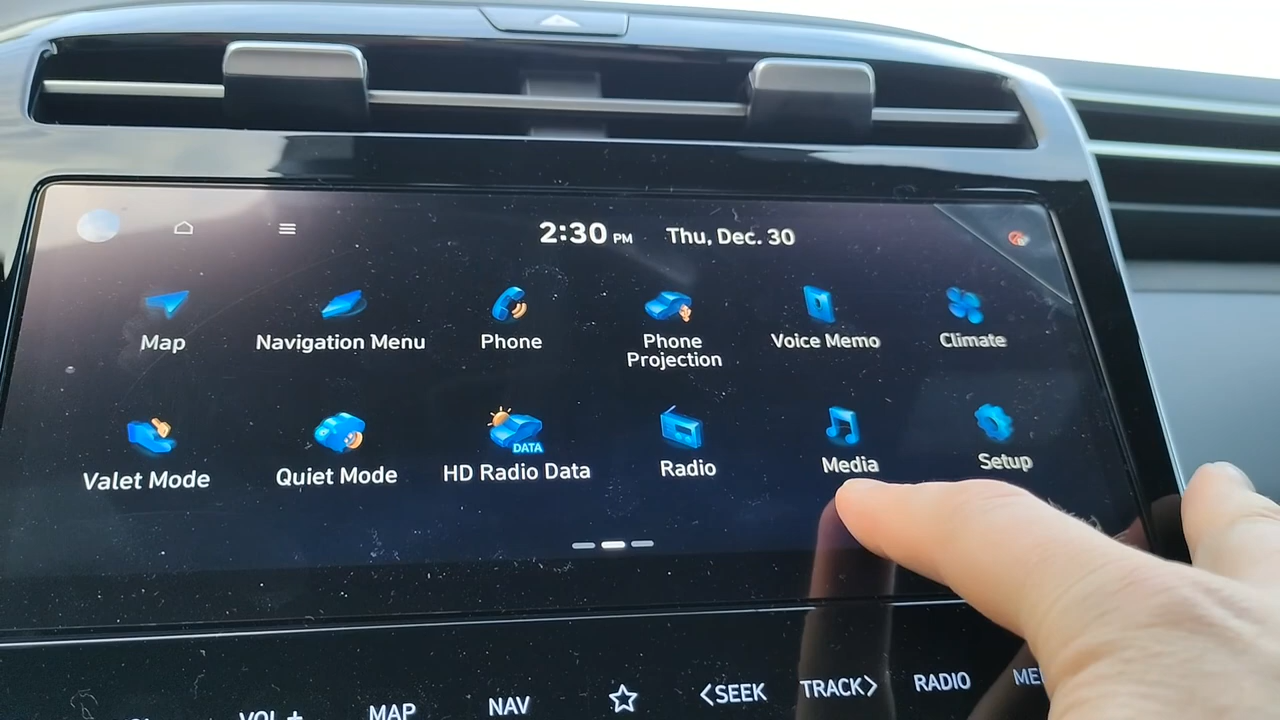 2:30 PM Thu, Dec. 30
Map
Navigation Menu
Phone
Phone
Projection
Voice Memo
Climate
Valet Mode
Quiet Mode
DATA
HD Radio Data
Radio
Media
Setup
VOL +
MAP
NAV
<SEEK
TRACK>
RADIO